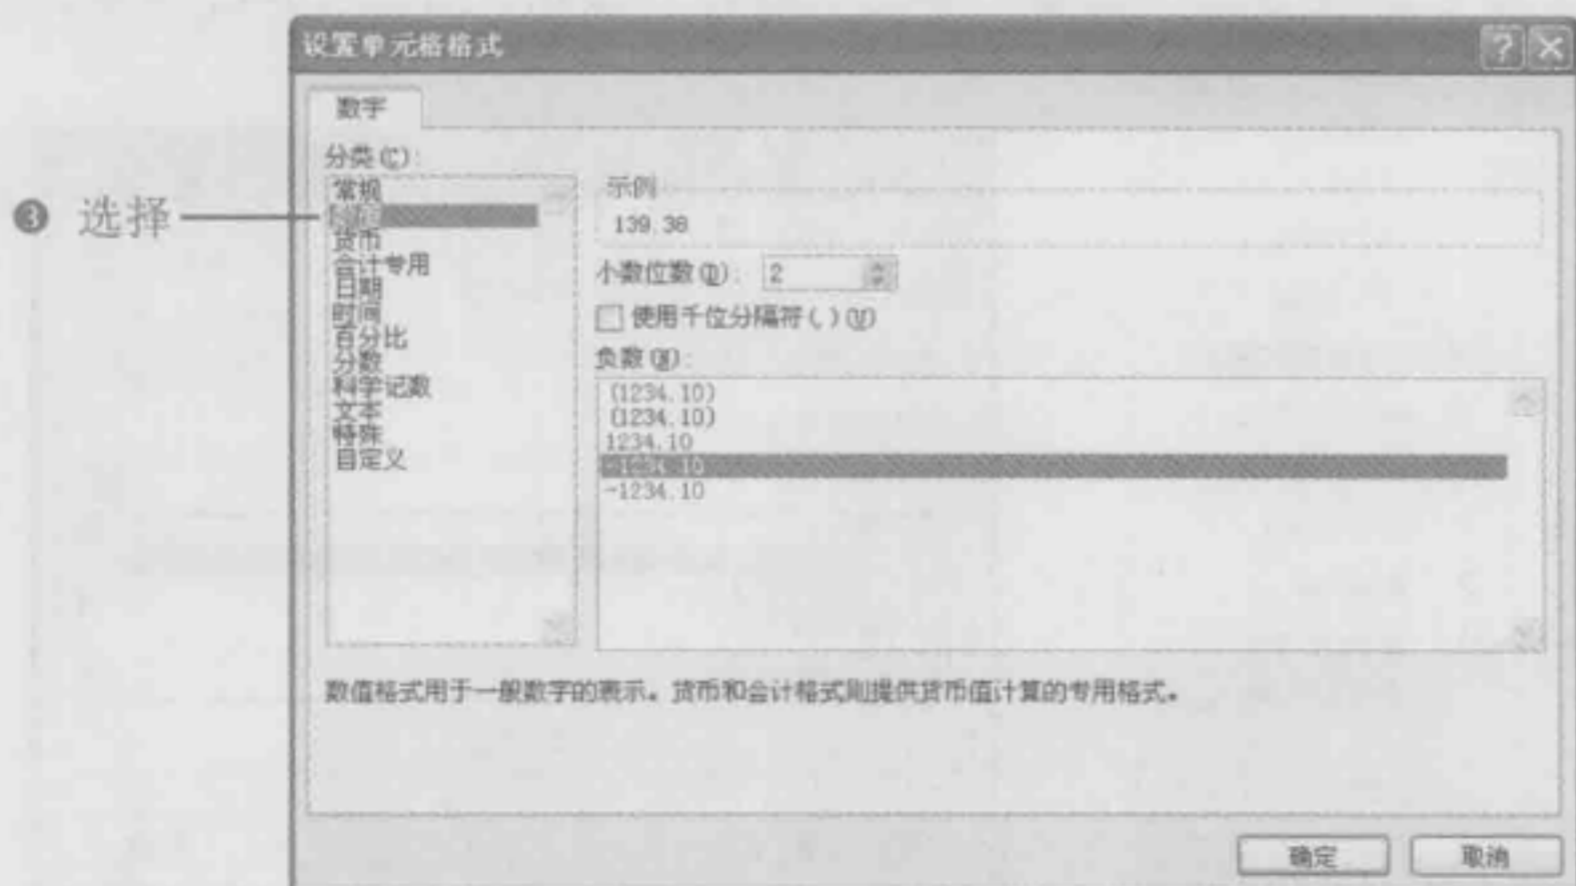 设置单元格格式
数字
分类(C):
常规
数值
货币
会计专用
日期
时间
百分比
分数
科学记数
文本
特殊
自定义
❸ 选择
示例
139.38
小数位数(D): 2
使用千位分隔符(,)(U)
负数(N):
(1234.10)
(1234.10)
1234.10
-1234.10
-1234.10
数值格式用于一般数字的表示。货币和会计格式则提供货币值计算的专用格式。
确定
取消